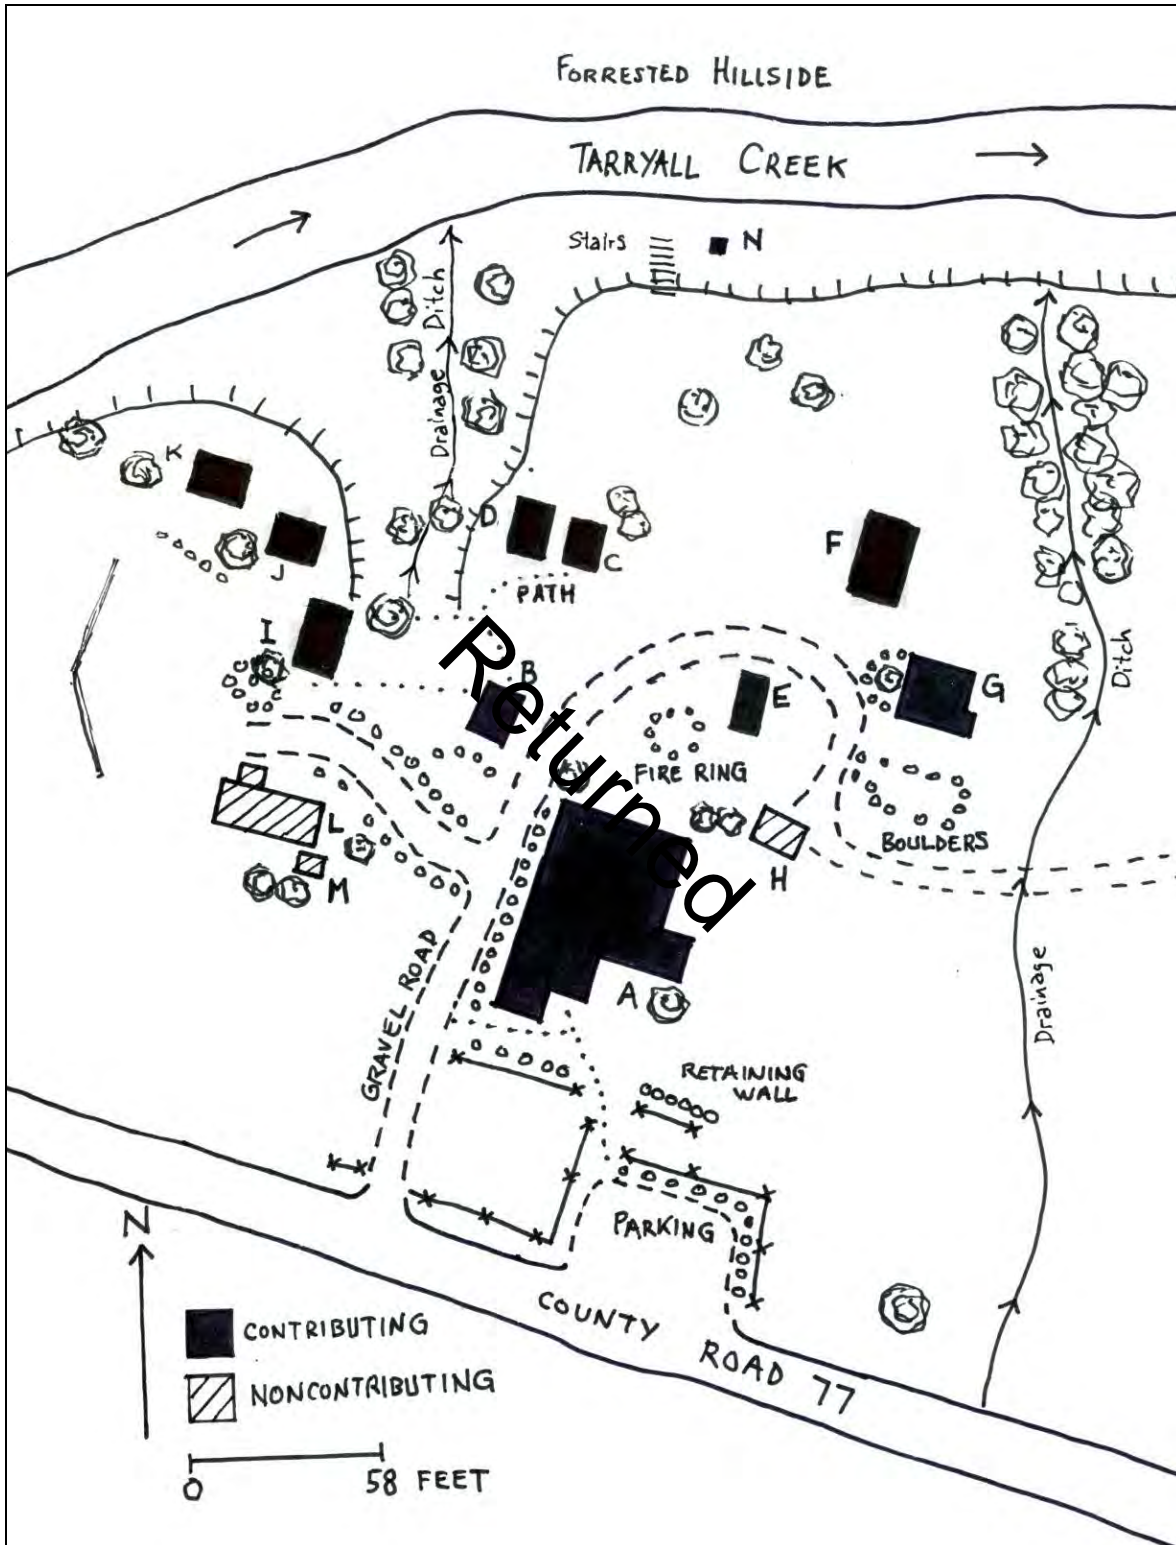 FORRESTED HILLSIDE
TARRYALL CREEK
Stairs
N
Drainage Ditch
K
D
J
C
F
PATH
I
B
E
G
Ditch
FIRE RING
Returned
L
BOULDERS
M
H
A
Drainage
GRAVEL ROAD
RETAINING
WALL
N
PARKING
CONTRIBUTING
COUNTY ROAD 77
NONCONTRIBUTING
0 58 FEET